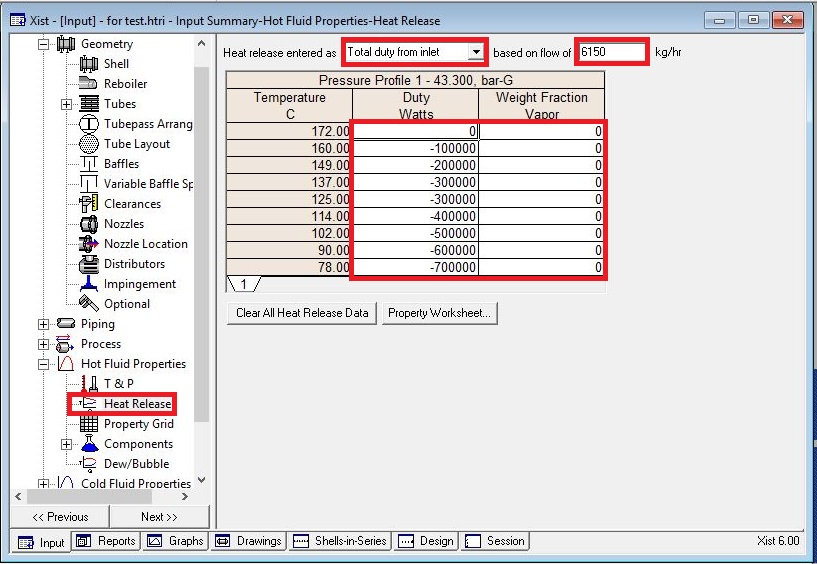 Xist - [Input] - for test.htri - Input Summary-Hot Fluid Properties-Heat Release
Geometry
Shell
Reboiler
Tubes
Tubepass Arrang
Tube Layout
Baffles
Variable Baffle Sp
Clearances
Nozzles
Nozzle Location
Distributors
Impingement
Optional
Piping
Process
Hot Fluid Properties
T & P
Heat Release
Property Grid
Components
Dew/Bubble
Cold Fluid Properties
<< Previous Next >>
Heat release entered as Total duty from inlet based on flow of 6150 kg/hr
Pressure Profile 1 - 43.300, bar-G
Temperature Duty Weight Fraction
C Watts Vapor
172.00 0 0
160.00 -100000 0
149.00 -200000 0
137.00 -300000 0
125.00 -300000 0
114.00 -400000 0
102.00 -500000 0
90.00 -600000 0
78.00 -700000 0
1
Clear All Heat Release Data Property Worksheet...
Input Reports Graphs Drawings Shells-in-Series Design Session Xist 6.00